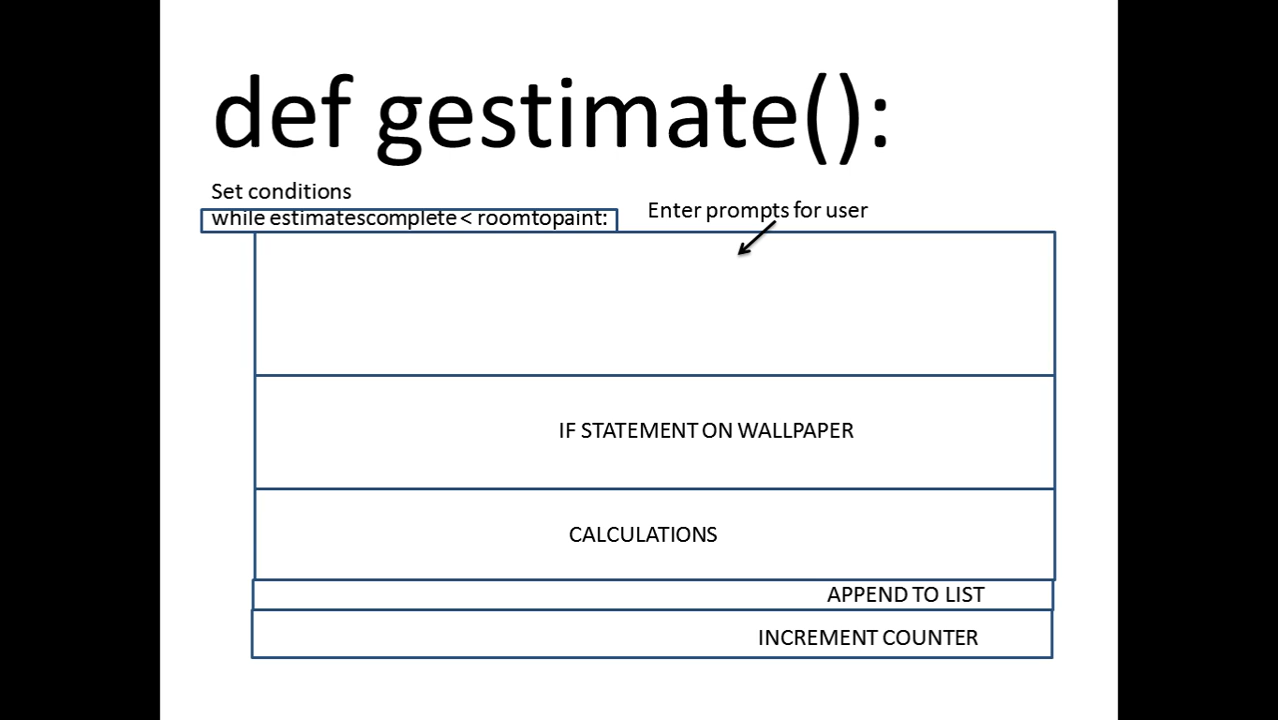 def gestimate():
Set conditions
while estimatescomplete < roomtopaint:
Enter prompts for user
IF STATEMENT ON WALLPAPER
CALCULATIONS
APPEND TO LIST
INCREMENT COUNTER